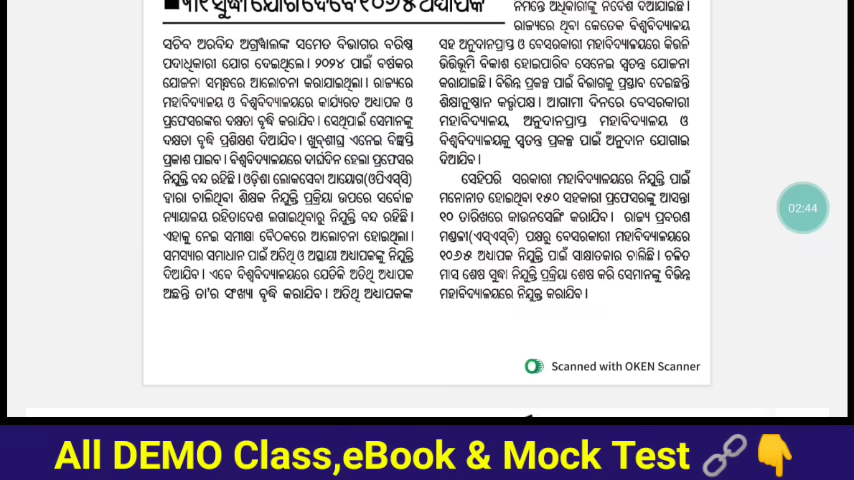 ■୩୧ସୁଦ୍ଧା ଯୋଗଦେବେ ୧୦୬୫ ଅଧ୍ୟାପକ
ସଚିବ ଅରବିନ୍ଦ ଅଗ୍ରୱାଲଙ୍କ ସମେତ ବିଭାଗର ବରିଷ୍ଠ
ପଦାଧିକାରୀ ଯୋଗ ଦେଇଥିଲେ। ୨୦୨୪ ପାଇଁ ବର୍ଷକର
ଯୋଜନା ସମ୍ବନ୍ଧରେ ଆଲୋଚନା କରାଯାଇଥିଲା। ରାଜ୍ୟରେ
ମହାବିଦ୍ୟାଳୟ ଓ ବିଶ୍ୱବିଦ୍ୟାଳୟରେ କାର୍ଯ୍ୟରତ ଅଧ୍ୟାପକ ଓ
ପ୍ରଫେସରଙ୍କର ଦକ୍ଷତା ବୃଦ୍ଧି କରାଯିବ। ସେଥିପାଇଁ ସେମାନଙ୍କୁ
ଦକ୍ଷତା ବୃଦ୍ଧି ପ୍ରଶିକ୍ଷଣ ଦିଆଯିବ। ଖୁବ୍‌ଶୀଘ୍ର ଏନେଇ ବିଜ୍ଞପ୍ତି
ପ୍ରକାଶ ପାଇବ। ବିଶ୍ୱବିଦ୍ୟାଳୟରେ ଦୀର୍ଘଦିନ ହେଲା ପ୍ରଫେସର
ନିଯୁକ୍ତି ବନ୍ଦ ରହିଛି। ଓଡ଼ିଶା ଲୋକସେବା ଆୟୋଗ(ଓପିଏସ୍‌ସି)
ଦ୍ୱାରା ଚାଲିଥିବା ଶିକ୍ଷକ ନିଯୁକ୍ତି ପ୍ରକ୍ରିୟା ଉପରେ ସର୍ବୋଚ୍ଚ
ନ୍ୟାୟାଳୟ ରହିତାଦେଶ ଲଗାଇଥିବାରୁ ନିଯୁକ୍ତି ବନ୍ଦ ରହିଛି।
ଏହାକୁ ନେଇ ସମୀକ୍ଷା ବୈଠକରେ ଆଲୋଚନା ହୋଇଥିଲା।
ସମସ୍ୟାର ସମାଧାନ ପାଇଁ ଅତିଥି ଓ ଅସ୍ଥାୟୀ ଅଧ୍ୟାପକଙ୍କୁ ନିଯୁକ୍ତି
ଦିଆଯିବ। ଏବେ ବିଶ୍ୱବିଦ୍ୟାଳୟରେ ଯେତିକି ଅତିଥି ଅଧ୍ୟାପକ
ଅଛନ୍ତି ତା'ର ସଂଖ୍ୟା ବୃଦ୍ଧି କରାଯିବ। ଅତିଥି ଅଧ୍ୟାପକଙ୍କ
ନିମନ୍ତେ ଅଧିକାରୀଙ୍କୁ ନିର୍ଦ୍ଦେଶ ଦିଆଯାଇଛି।
ରାଜ୍ୟରେ ଥିବା କେତେକ ବିଶ୍ୱବିଦ୍ୟାଳୟ
ସହ ଅନୁଦାନପ୍ରାପ୍ତ ଓ ବେସରକାରୀ ମହାବିଦ୍ୟାଳୟରେ କିଭଳି
ଭିତ୍ତିଭୂମି ବିକାଶ ହୋଇପାରିବ ସେନେଇ ସ୍ୱତନ୍ତ୍ର ଯୋଜନା
କରାଯାଇଛି। ବିଭିନ୍ନ ପ୍ରକଳ୍ପ ପାଇଁ ବିଭାଗକୁ ପ୍ରସ୍ତାବ ଦେଇଛନ୍ତି
ଶିକ୍ଷାନୁଷ୍ଠାନ କର୍ତ୍ତୃପକ୍ଷ। ଆଗାମୀ ଦିନରେ ବେସରକାରୀ
ମହାବିଦ୍ୟାଳୟ, ଅନୁଦାନପ୍ରାପ୍ତ ମହାବିଦ୍ୟାଳୟ ଓ
ବିଶ୍ୱବିଦ୍ୟାଳୟକୁ ସ୍ୱତନ୍ତ୍ର ପ୍ରକଳ୍ପ ପାଇଁ ଅନୁଦାନ ଯୋଗାଇ
ଦିଆଯିବ।
ସେହିପରି ସରକାରୀ ମହାବିଦ୍ୟାଳୟରେ ନିଯୁକ୍ତି ପାଇଁ
ମନୋନୀତ ହୋଇଥିବା ୧୫୦ ସହକାରୀ ପ୍ରଫେସରଙ୍କୁ ଆସନ୍ତା
୧୦ ତାରିଖରେ କାଉନସେଲିଂ କରାଯିବ। ରାଜ୍ୟ ପ୍ରବରଣ
ମଣ୍ଡଳୀ(ଏସ୍‌ଏସ୍‌ବି) ପକ୍ଷରୁ ବେସରକାରୀ ମହାବିଦ୍ୟାଳୟରେ
୧୦୬୫ ଅଧ୍ୟାପକ ନିଯୁକ୍ତି ପାଇଁ ସାକ୍ଷାତକାର ଚାଲିଛି। ଚଳିତ
ମାସ ଶେଷ ସୁଦ୍ଧା ନିଯୁକ୍ତି ପ୍ରକ୍ରିୟା ଶେଷ କରି ସେମାନଙ୍କୁ ବିଭିନ୍ନ
ମହାବିଦ୍ୟାଳୟରେ ନିଯୁକ୍ତ କରାଯିବ।
02:44
Scanned with OKEN Scanner
All DEMO Class,eBook & Mock Test 🔗👇